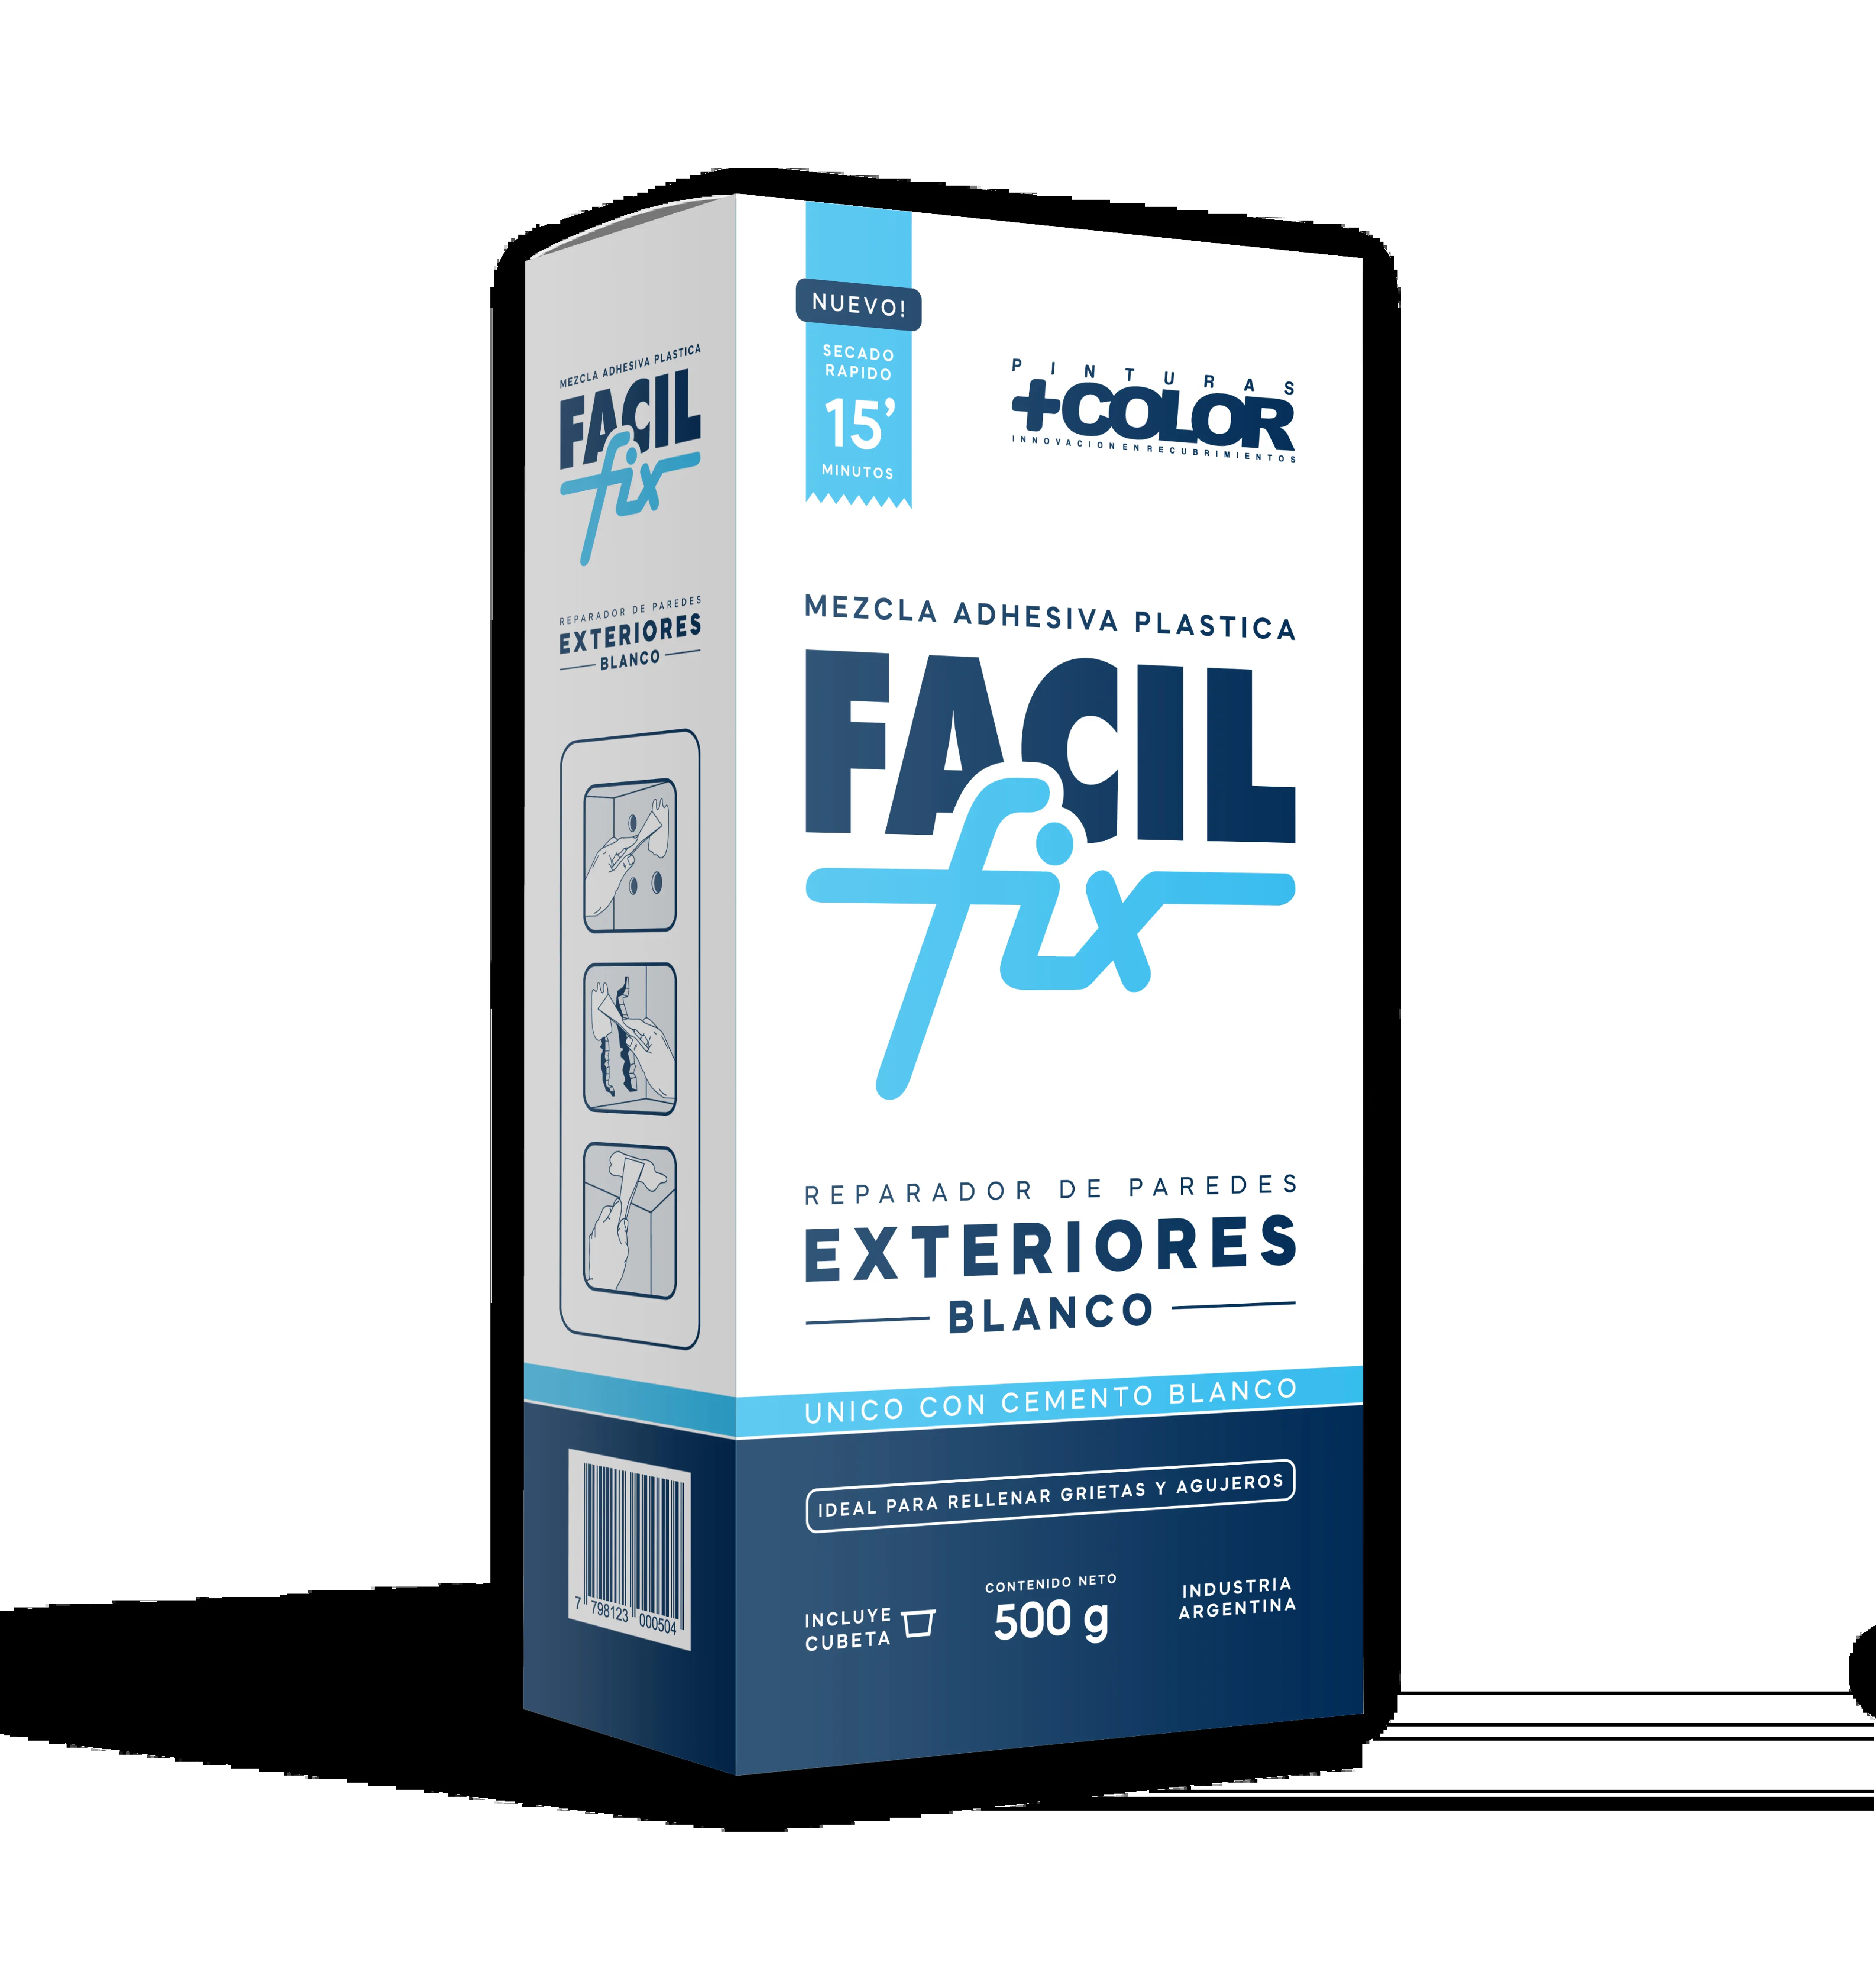 MEZCLA ADHESIVA PLASTICA
FACIL
fix
REPARADOR DE PAREDES
EXTERIORES
BLANCO
7 798123 000504
NUEVO!
SECADO
RAPIDO
15’
MINUTOS
PINTURAS
+COLOR
INNOVACION EN RECUBRIMIENTOS
MEZCLA ADHESIVA PLASTICA
FACIL
fix
REPARADOR DE PAREDES
EXTERIORES
BLANCO
UNICO CON CEMENTO BLANCO
IDEAL PARA RELLENAR GRIETAS Y AGUJEROS
INCLUYE
CUBETA
CONTENIDO NETO
500 g
INDUSTRIA
ARGENTINA